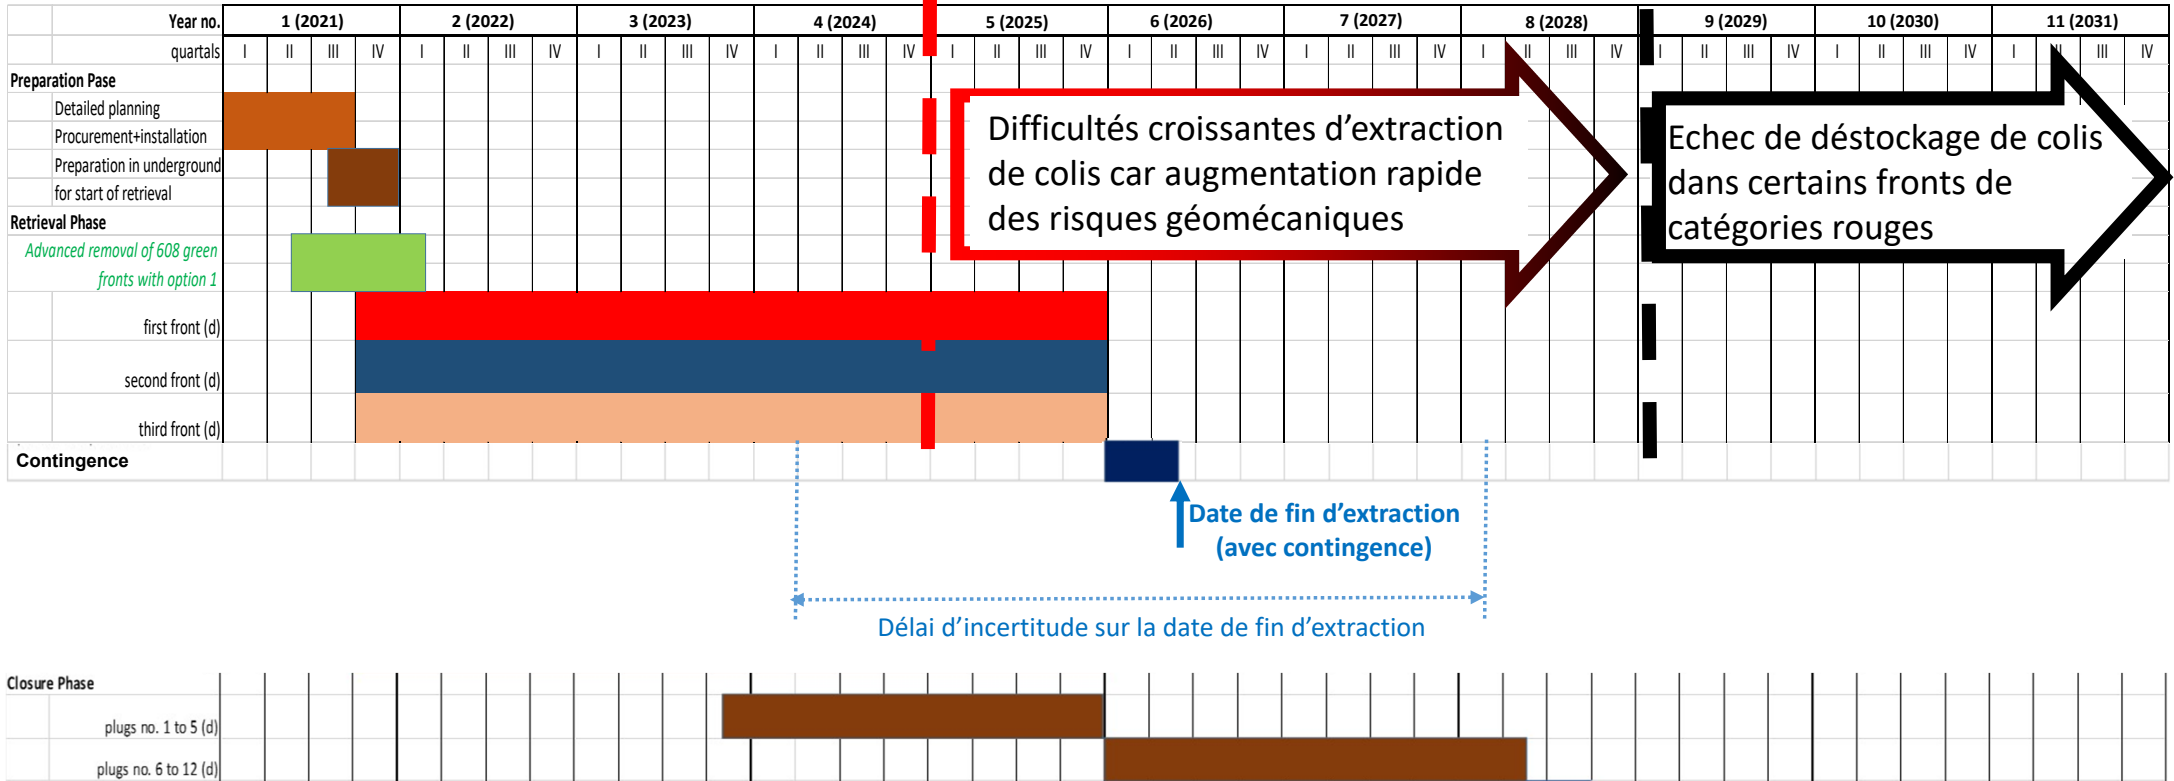 Year no. 1 (2021) 2 (2022) 3 (2023) 4 (2024) 5 (2025) 6 (2026) 7 (2027) 8 (2028) 9 (2029) 10 (2030) 11 (2031)
quartals I II III IV I II III IV I II III IV I II III IV I II III IV I II III IV I II III IV I II III IV I II III IV I II III IV I II III IV
Preparation Pase
Detailed planning
Procurement+installation
Preparation in underground
for start of retrieval
Retrieval Phase
Advanced removal of 608 green
fronts with option 1
first front (d)
second front (d)
third front (d)
Contingence
Difficultés croissantes d'extraction
de colis car augmentation rapide
des risques géomécaniques
Echec de déstockage de colis
dans certains fronts de
catégories rouges
Date de fin d'extraction
(avec contingence)
Délai d'incertitude sur la date de fin d'extraction
Closure Phase
plugs no. 1 to 5 (d)
plugs no. 6 to 12 (d)